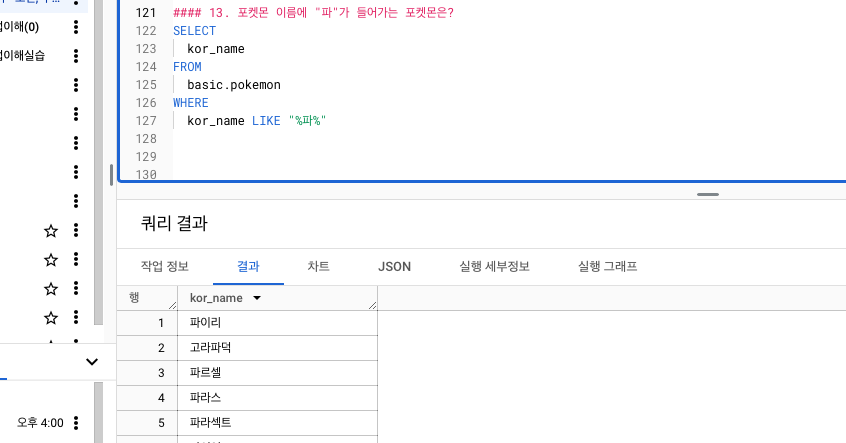 이해(0)
이해실습
121 #### 13. 포켓몬 이름에 "파"가 들어가는 포켓몬은?
122 SELECT
123 kor_name
124 FROM
125 basic.pokemon
126 WHERE
127 kor_name LIKE "%파%"
128
129
130
쿼리 결과
작업 정보 결과 차트 JSON 실행 세부정보 실행 그래프
행 kor_name
1 파이리
2 고라파덕
3 파르셀
4 파라스
5 파라섹트
오후 4:00